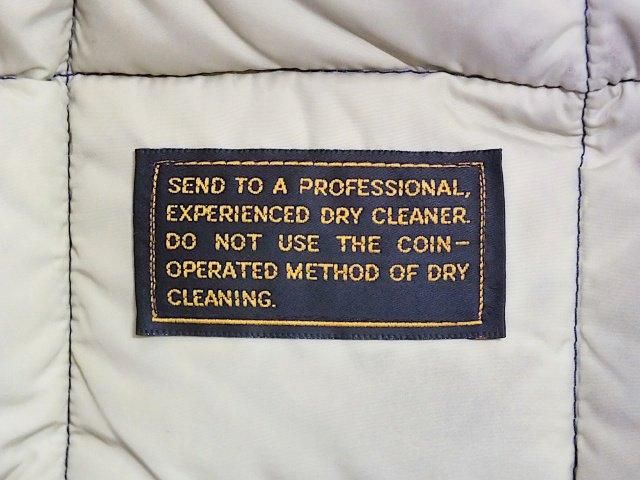 SEND TO A PROFESSIONAL,
EXPERIENCED DRY CLEANER.
DO NOT USE THE COIN-
OPERATED METHOD OF DRY
CLEANING.